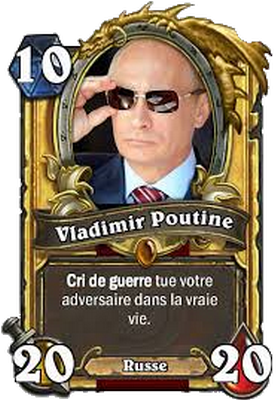 10
Vladimir Poutine
Cri de guerre tue votre
adversaire dans la vraie
vie.
20
Russe
20